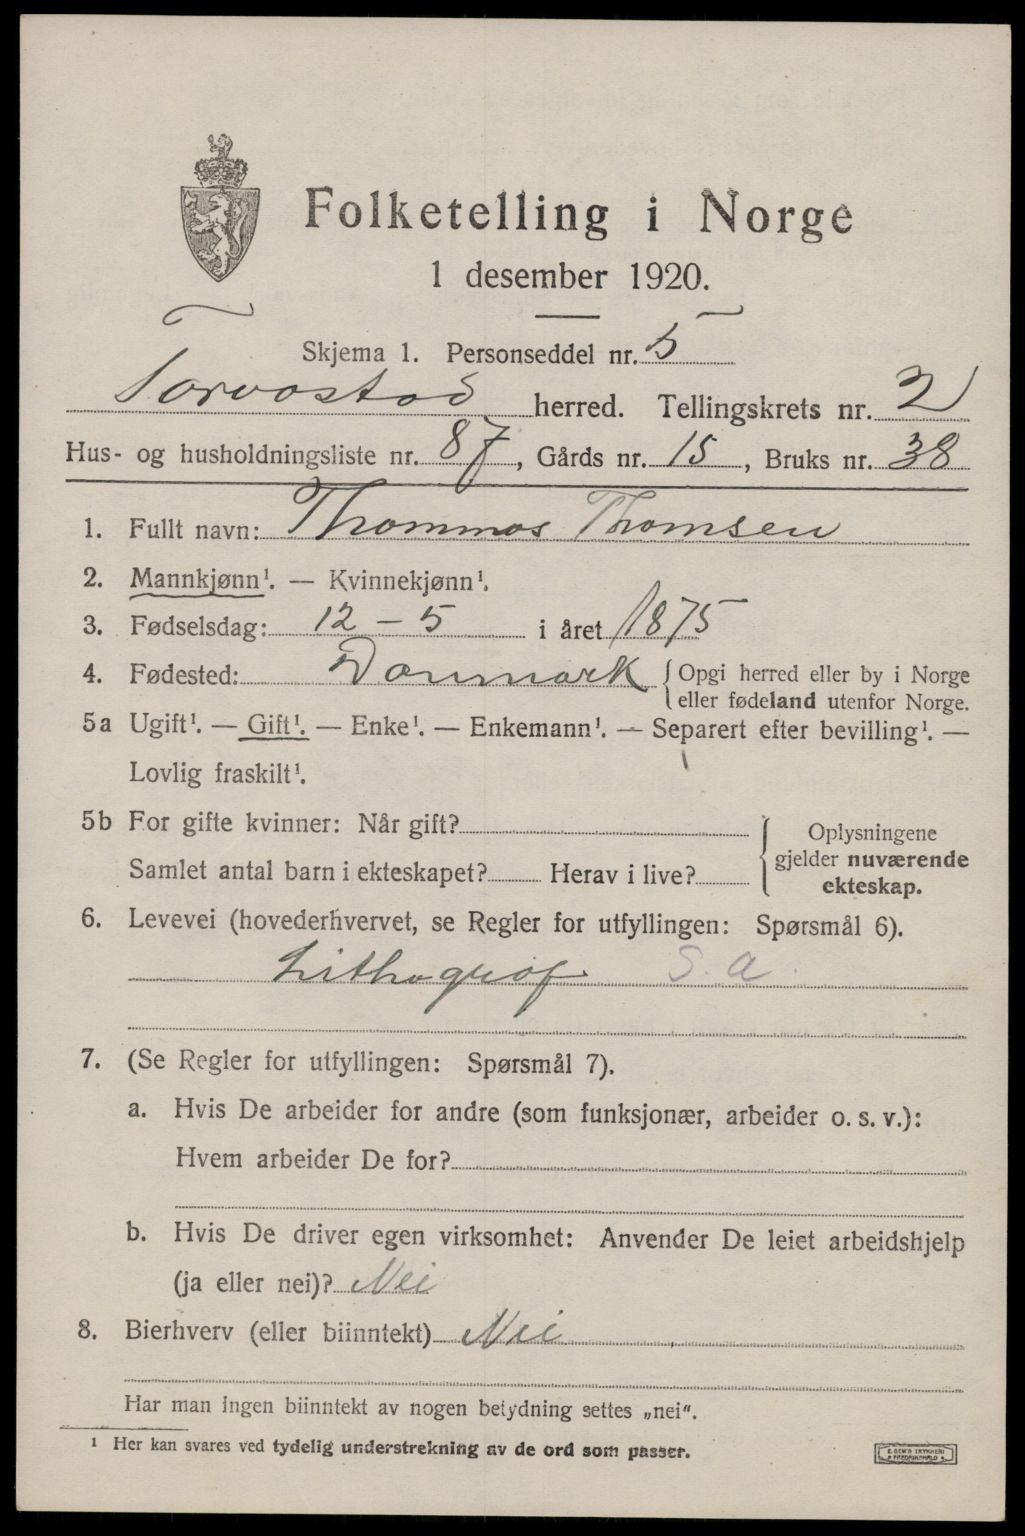 Folketelling i Norge
1 desember 1920.
Skjema 1. Personseddel nr. 5
Torvastad herred. Tellingskrets nr. 2
Hus- og husholdningsliste nr. 87, Gårds nr. 15, Bruks nr. 38
1. Fullt navn: Thommas Thomsen
2. Mannkjønn¹. — Kvinnekjønn¹.
3. Fødselsdag: 12 - 5 i året 1875
4. Fødested: Danmark { Opgi herred eller by i Norge
eller fødeland utenfor Norge.
5a Ugift¹. — Gift¹. — Enke¹. — Enkemann¹. — Separert efter bevilling¹. —
Lovlig fraskilt¹.
5b For gifte kvinner: Når gift?
Samlet antal barn i ekteskapet? Herav i live?
Oplysningene
gjelder nuværende
ekteskap.
6. Levevei (hovederhvervet, se Regler for utfyllingen: Spørsmål 6).
Lithograf S. A.
7. (Se Regler for utfyllingen: Spørsmål 7).
a. Hvis De arbeider for andre (som funksjonær, arbeider o. s. v.):
Hvem arbeider De for?
b. Hvis De driver egen virksomhet: Anvender De leiet arbeidshjelp
(ja eller nei)? Nei
8. Bierhverv (eller biinntekt) Nei
Har man ingen biinntekt av nogen betydning settes „nei".
¹ Her kan svares ved tydelig understrekning av de ord som passer.
E. SEM'S TRYKKERI
FREDRIKSHALD